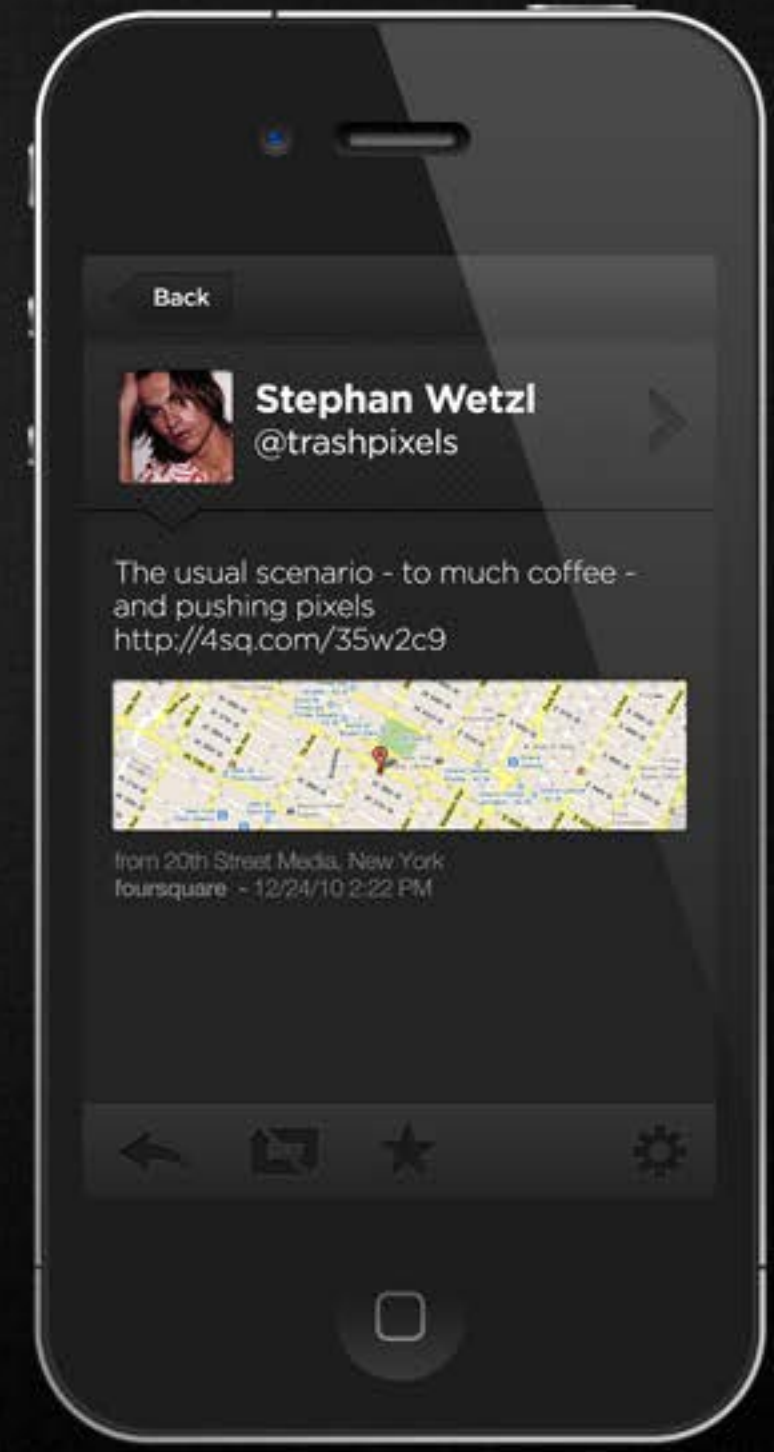 Back
Stephan Wetzl
@trashpixels
The usual scenario - to much coffee -
and pushing pixels
http://4sq.com/35w2c9
from 20th Street Media, New York
foursquare - 12/24/10 2:22 PM